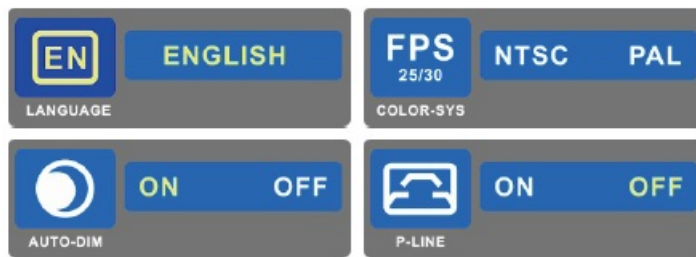 EN ENGLISH
LANGUAGE
FPS NTSC PAL
25/30
COLOR-SYS
ON OFF
AUTO-DIM
ON OFF
P-LINE